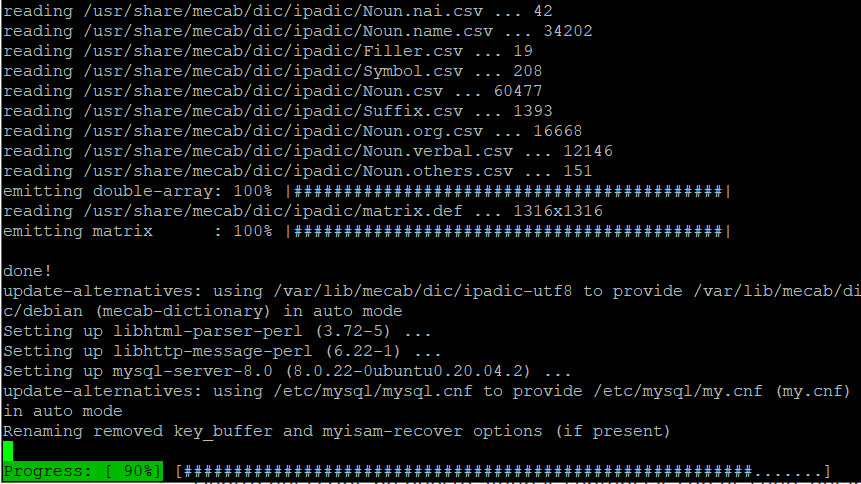 reading /usr/share/mecab/dic/ipadic/Noun.nai.csv ... 42
reading /usr/share/mecab/dic/ipadic/Noun.name.csv ... 34202
reading /usr/share/mecab/dic/ipadic/Filler.csv ... 19
reading /usr/share/mecab/dic/ipadic/Symbol.csv ... 208
reading /usr/share/mecab/dic/ipadic/Noun.csv ... 60477
reading /usr/share/mecab/dic/ipadic/Suffix.csv ... 1393
reading /usr/share/mecab/dic/ipadic/Noun.org.csv ... 16668
reading /usr/share/mecab/dic/ipadic/Noun.verbal.csv ... 12146
reading /usr/share/mecab/dic/ipadic/Noun.others.csv ... 151
emitting double-array: 100% |###########################################|
reading /usr/share/mecab/dic/ipadic/matrix.def ... 1316x1316
emitting matrix      : 100% |###########################################|

done!
update-alternatives: using /var/lib/mecab/dic/ipadic-utf8 to provide /var/lib/mecab/di
c/debian (mecab-dictionary) in auto mode
Setting up libhtml-parser-perl (3.72-5) ...
Setting up libhttp-message-perl (6.22-1) ...
Setting up mysql-server-8.0 (8.0.22-0ubuntu0.20.04.2) ...
update-alternatives: using /etc/mysql/mysql.cnf to provide /etc/mysql/my.cnf (my.cnf)
in auto mode
Renaming removed key_buffer and myisam-recover options (if present)
Progress: [ 90%] [#########################################################.......]